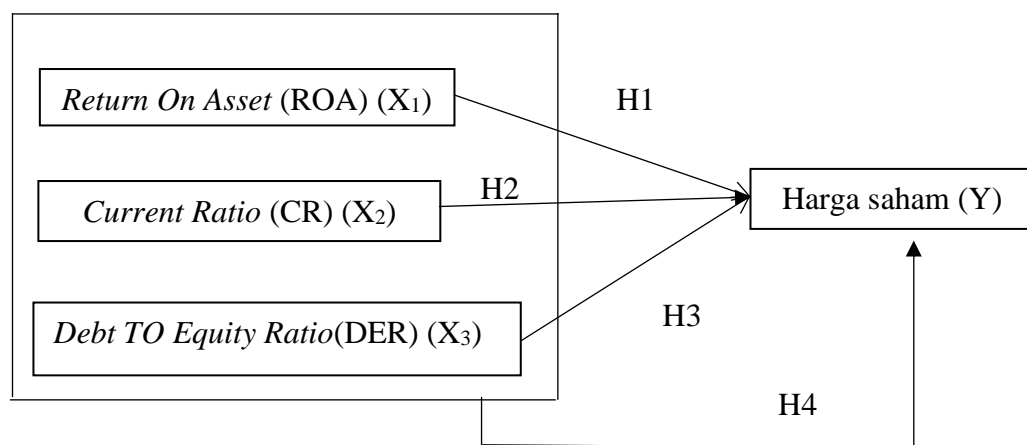 Return On Asset (ROA) (X₁)
H1
Current Ratio (CR) (X₂)
H2
Harga saham (Y)
Debt TO Equity Ratio(DER) (X₃)
H3
H4